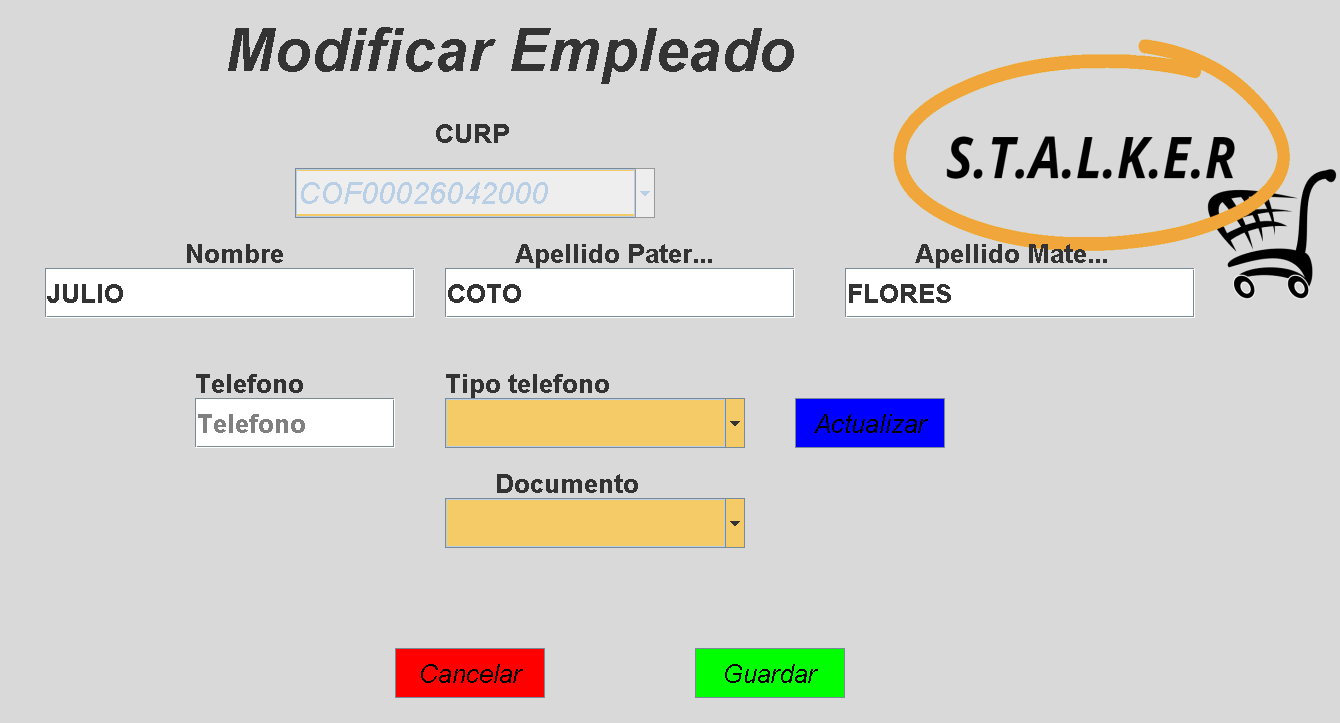 Modificar Empleado
S.T.A.L.K.E.R
CURP
COF00026042000
Nombre
Apellido Pater...
Apellido Mate...
JULIO
COTO
FLORES
Telefono
Tipo telefono
Telefono
Actualizar
Documento
Cancelar
Guardar